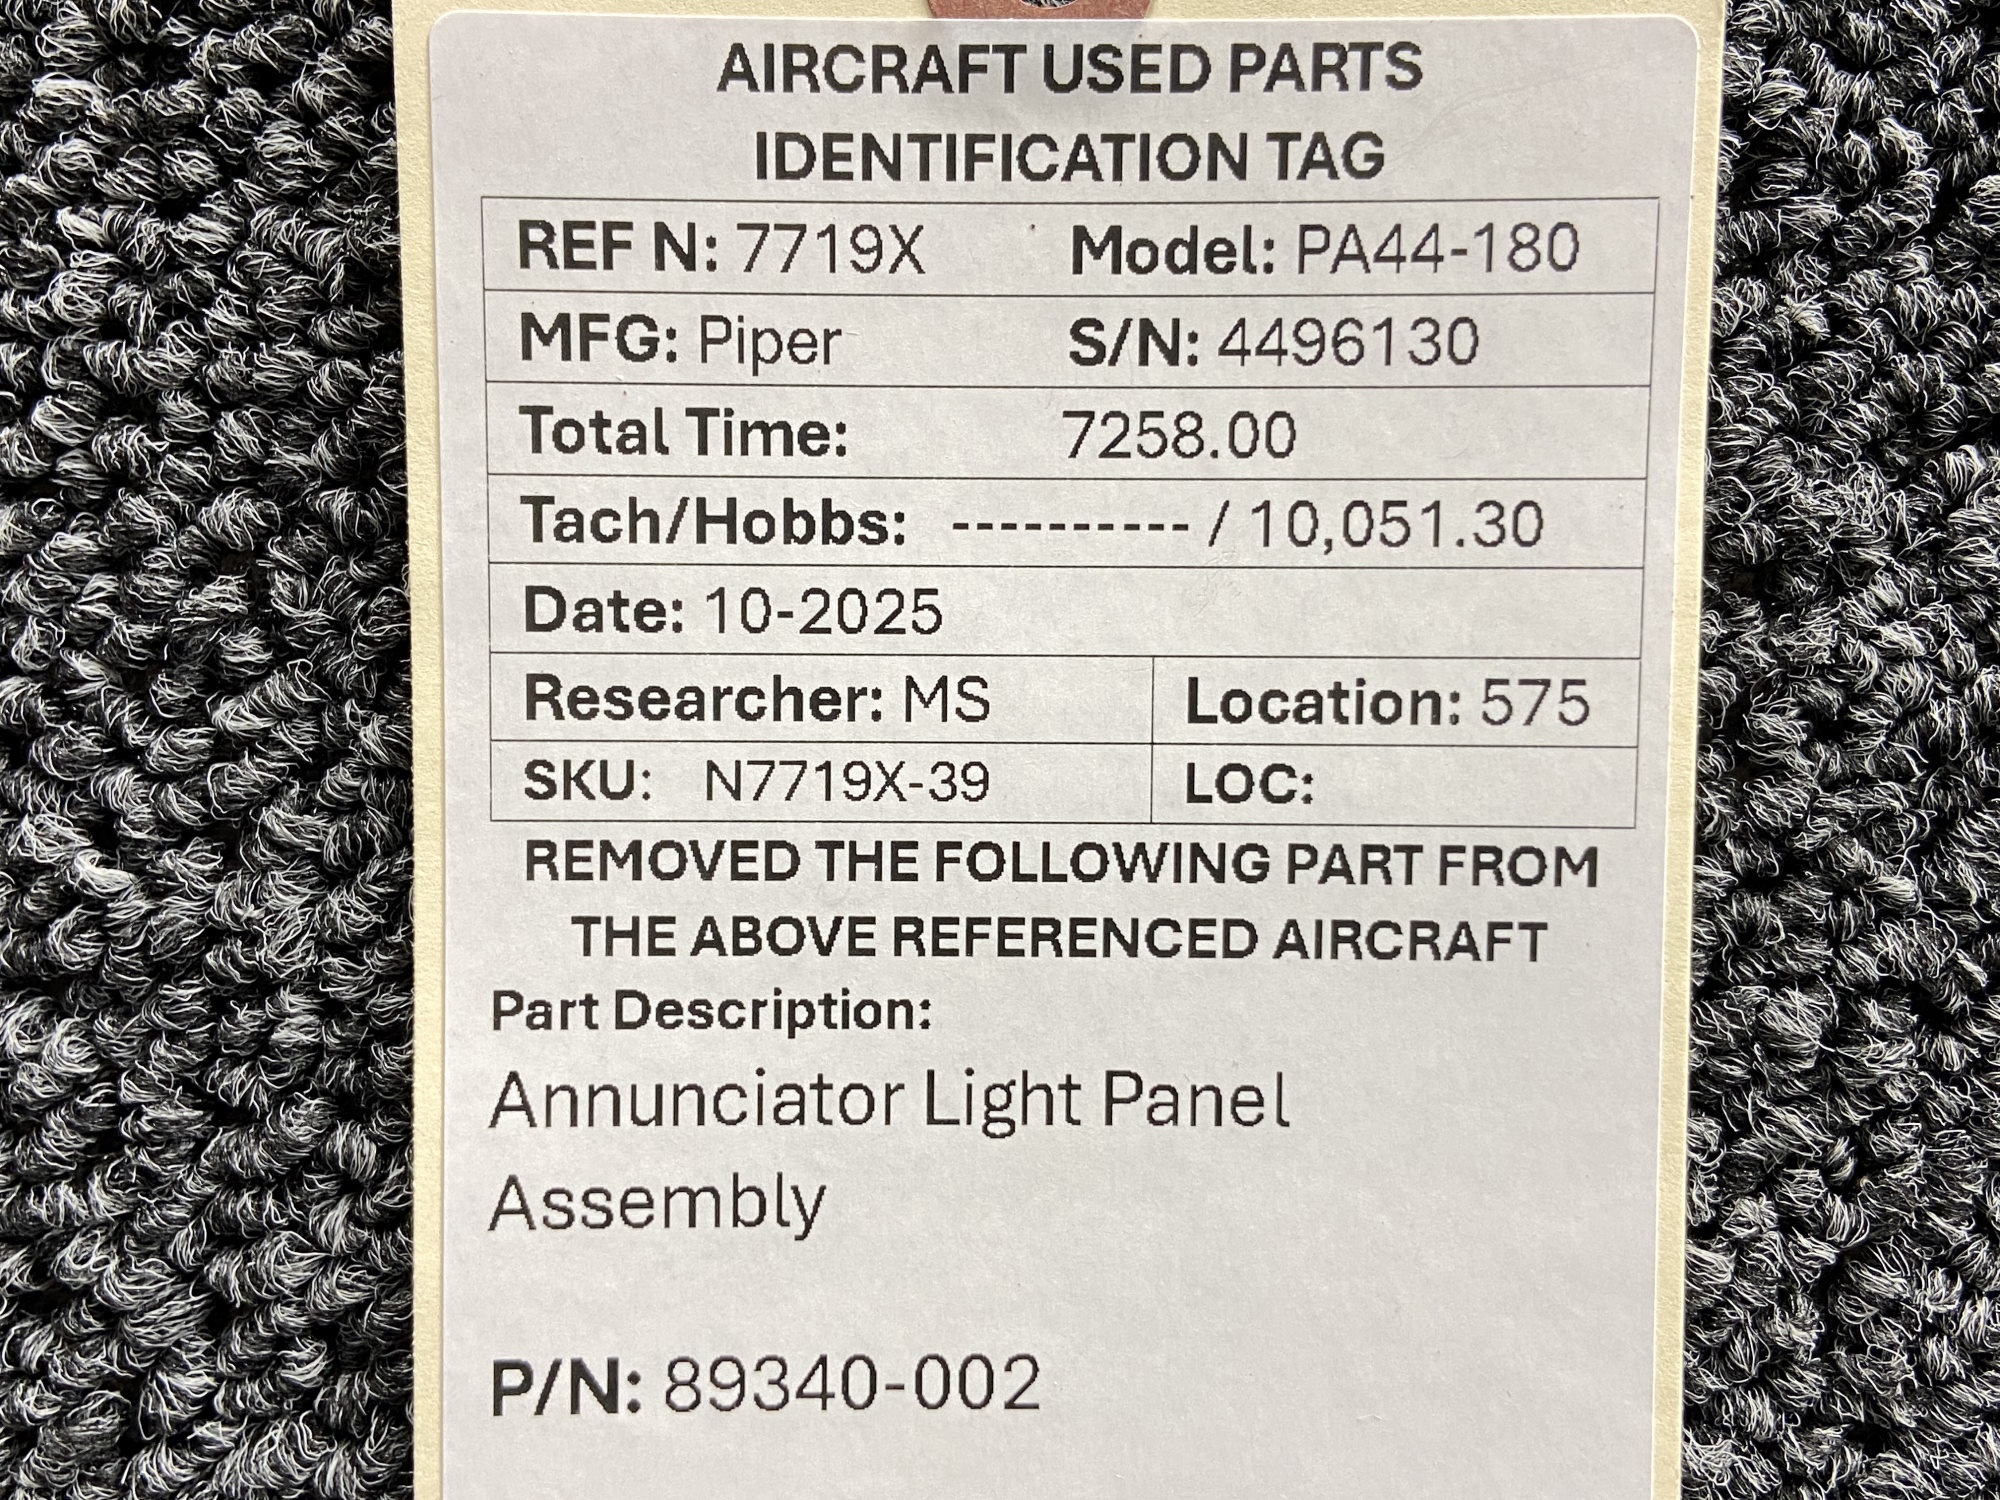 AIRCRAFT USED PARTS
IDENTIFICATION TAG
REF N: 7719X Model: PA44-180
MFG: Piper S/N: 4496130
Total Time: 7258.00
Tach/Hobbs: ---------- / 10,051.30
Date: 10-2025
Researcher: MS Location: 575
SKU: N7719X-39 LOC:
REMOVED THE FOLLOWING PART FROM
THE ABOVE REFERENCED AIRCRAFT
Part Description:
Annunciator Light Panel
Assembly
P/N: 89340-002